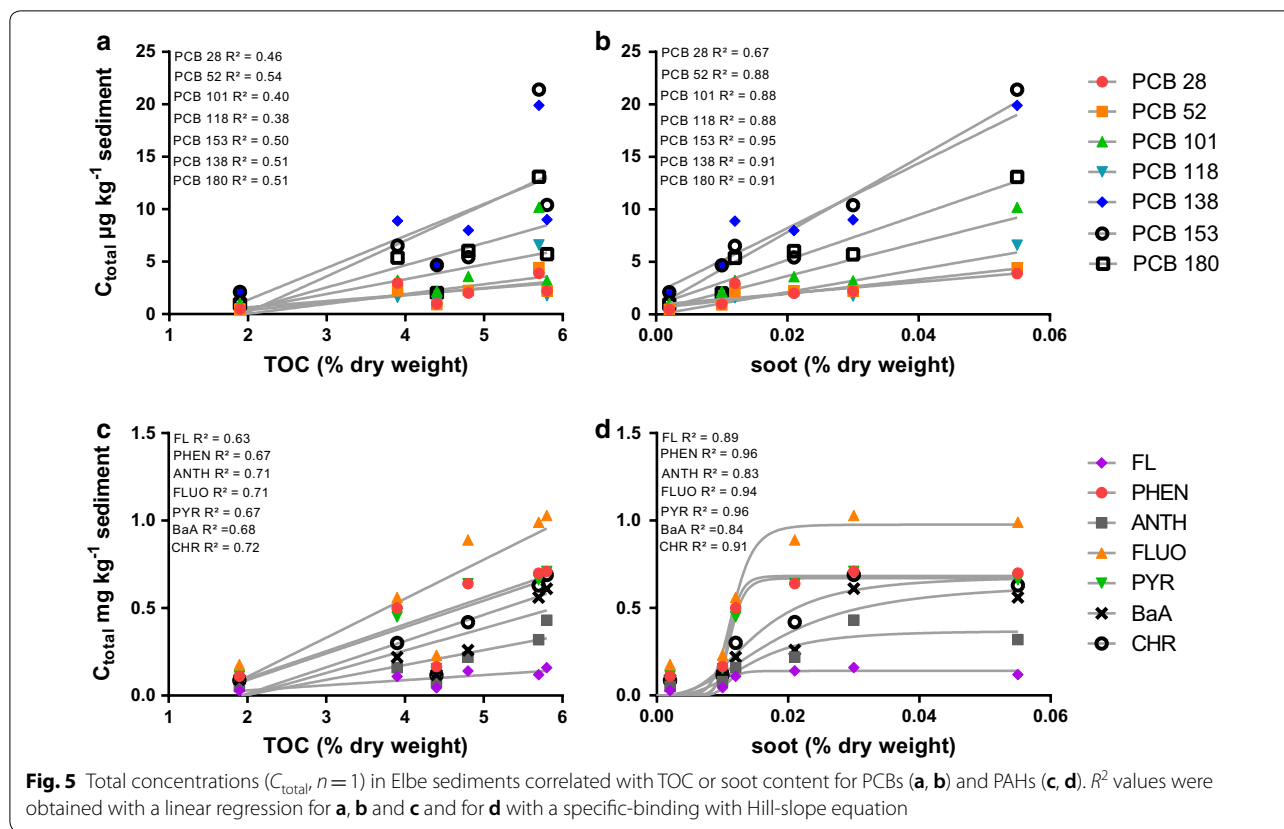 a
PCB 28 R² = 0.46
PCB 52 R² = 0.54
PCB 101 R² = 0.40
PCB 118 R² = 0.38
PCB 153 R² = 0.50
PCB 138 R² = 0.51
PCB 180 R² = 0.51
C_total µg kg⁻¹ sediment
25
20
15
10
5
0
1 2 3 4 5 6
TOC (% dry weight)
b
PCB 28 R² = 0.67
PCB 52 R² = 0.88
PCB 101 R² = 0.88
PCB 118 R² = 0.88
PCB 153 R² = 0.95
PCB 138 R² = 0.91
PCB 180 R² = 0.91
25
20
15
10
5
0
0.00 0.02 0.04 0.06
soot (% dry weight)
PCB 28
PCB 52
PCB 101
PCB 118
PCB 138
PCB 153
PCB 180
c
FL R² = 0.63
PHEN R² = 0.67
ANTH R² = 0.71
FLUO R² = 0.71
PYR R² = 0.67
BaA R² =0.68
CHR R² = 0.72
C_total mg kg⁻¹ sediment
1.5
1.0
0.5
0.0
1 2 3 4 5 6
TOC (% dry weight)
d
FL R² = 0.89
PHEN R² = 0.96
ANTH R² = 0.83
FLUO R² = 0.94
PYR R² = 0.96
BaA R² = 0.84
CHR R² = 0.91
1.5
1.0
0.5
0.0
0.00 0.02 0.04 0.06
soot (% dry weight)
FL
PHEN
ANTH
FLUO
PYR
BaA
CHR
Fig. 5 Total concentrations (C_total, n = 1) in Elbe sediments correlated with TOC or soot content for PCBs (a, b) and PAHs (c, d). R² values were
obtained with a linear regression for a, b and c and for d with a specific-binding with Hill-slope equation